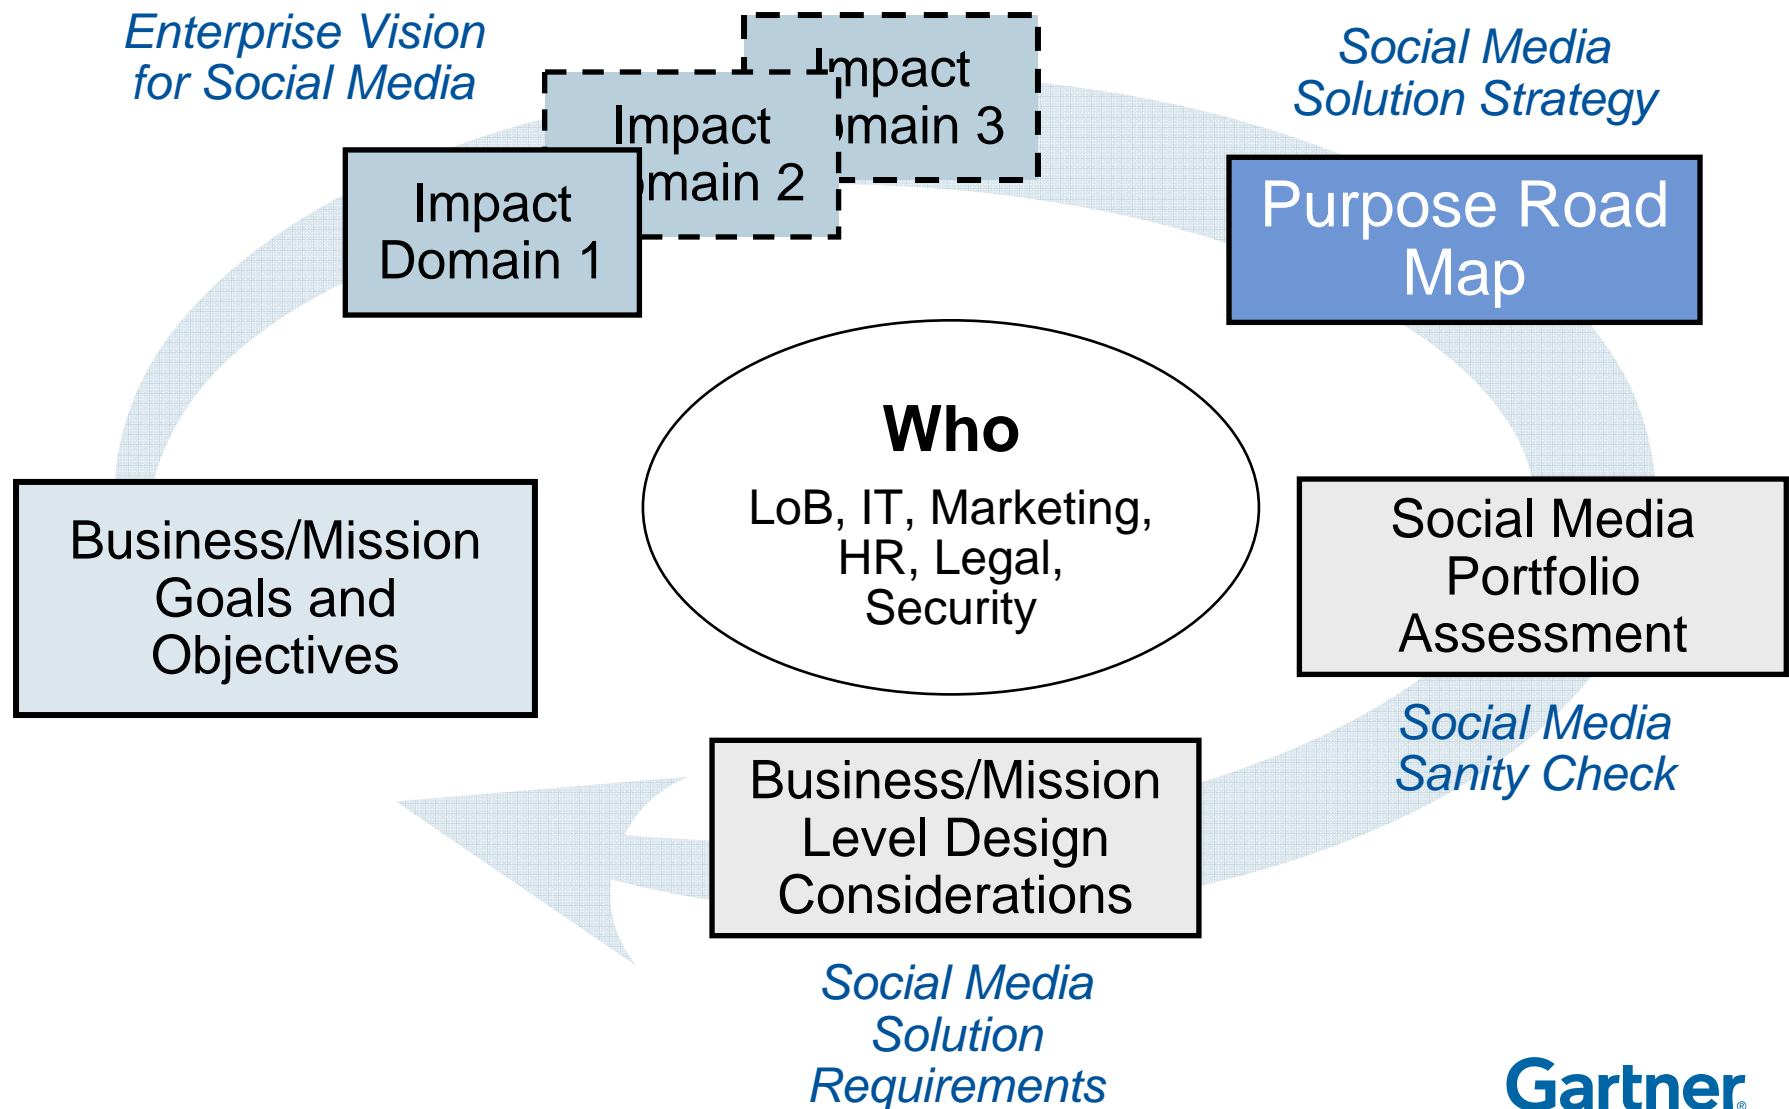 Enterprise Vision
for Social Media
Impact
Domain 1
Impact
omain 2
mpact
main 3
Social Media
Solution Strategy
Purpose Road
Map
Who
LoB, IT, Marketing,
HR, Legal,
Security
Business/Mission
Goals and
Objectives
Social Media
Portfolio
Assessment
Social Media
Sanity Check
Business/Mission
Level Design
Considerations
Social Media
Solution
Requirements
Gartner®